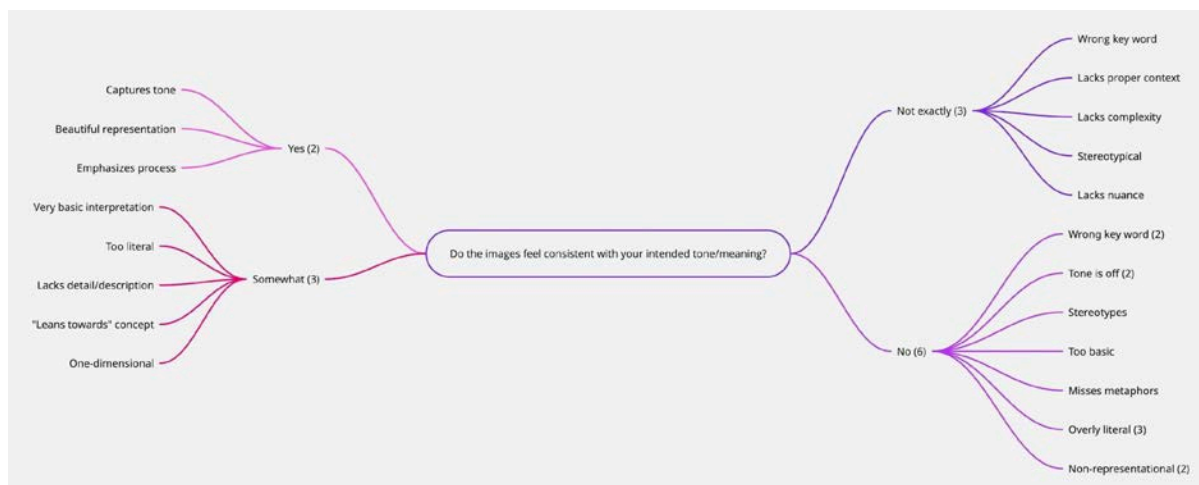 Do the images feel consistent with your intended tone/meaning?
Yes (2)
Captures tone
Beautiful representation
Emphasizes process
Somewhat (3)
Very basic interpretation
Too literal
Lacks detail/description
"Leans towards" concept
One-dimensional
Not exactly (3)
Wrong key word
Lacks proper context
Lacks complexity
Stereotypical
Lacks nuance
No (6)
Wrong key word (2)
Tone is off (2)
Stereotypes
Too basic
Misses metaphors
Overly literal (3)
Non-representational (2)